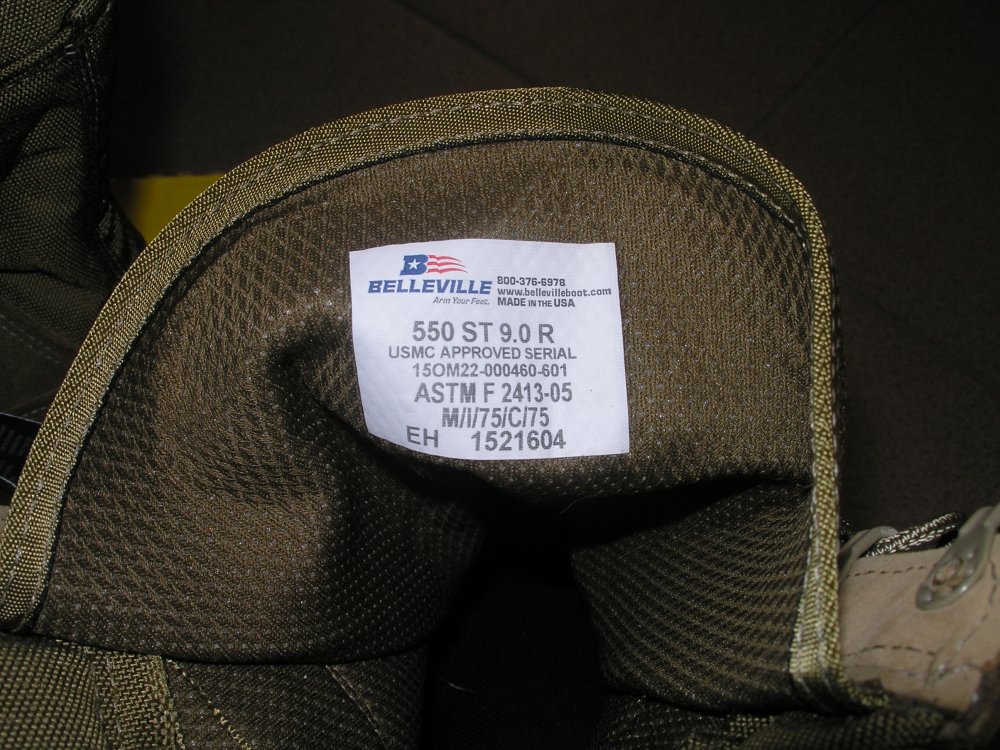 B
BELLEVILLE
Arm Your Feet.
800-376-6978
www.bellevilleboot.com
MADE IN THE USA
550 ST 9.0 R
USMC APPROVED SERIAL
15OM22-000460-601
ASTM F 2413-05
M/I/75/C/75
EH 1521604